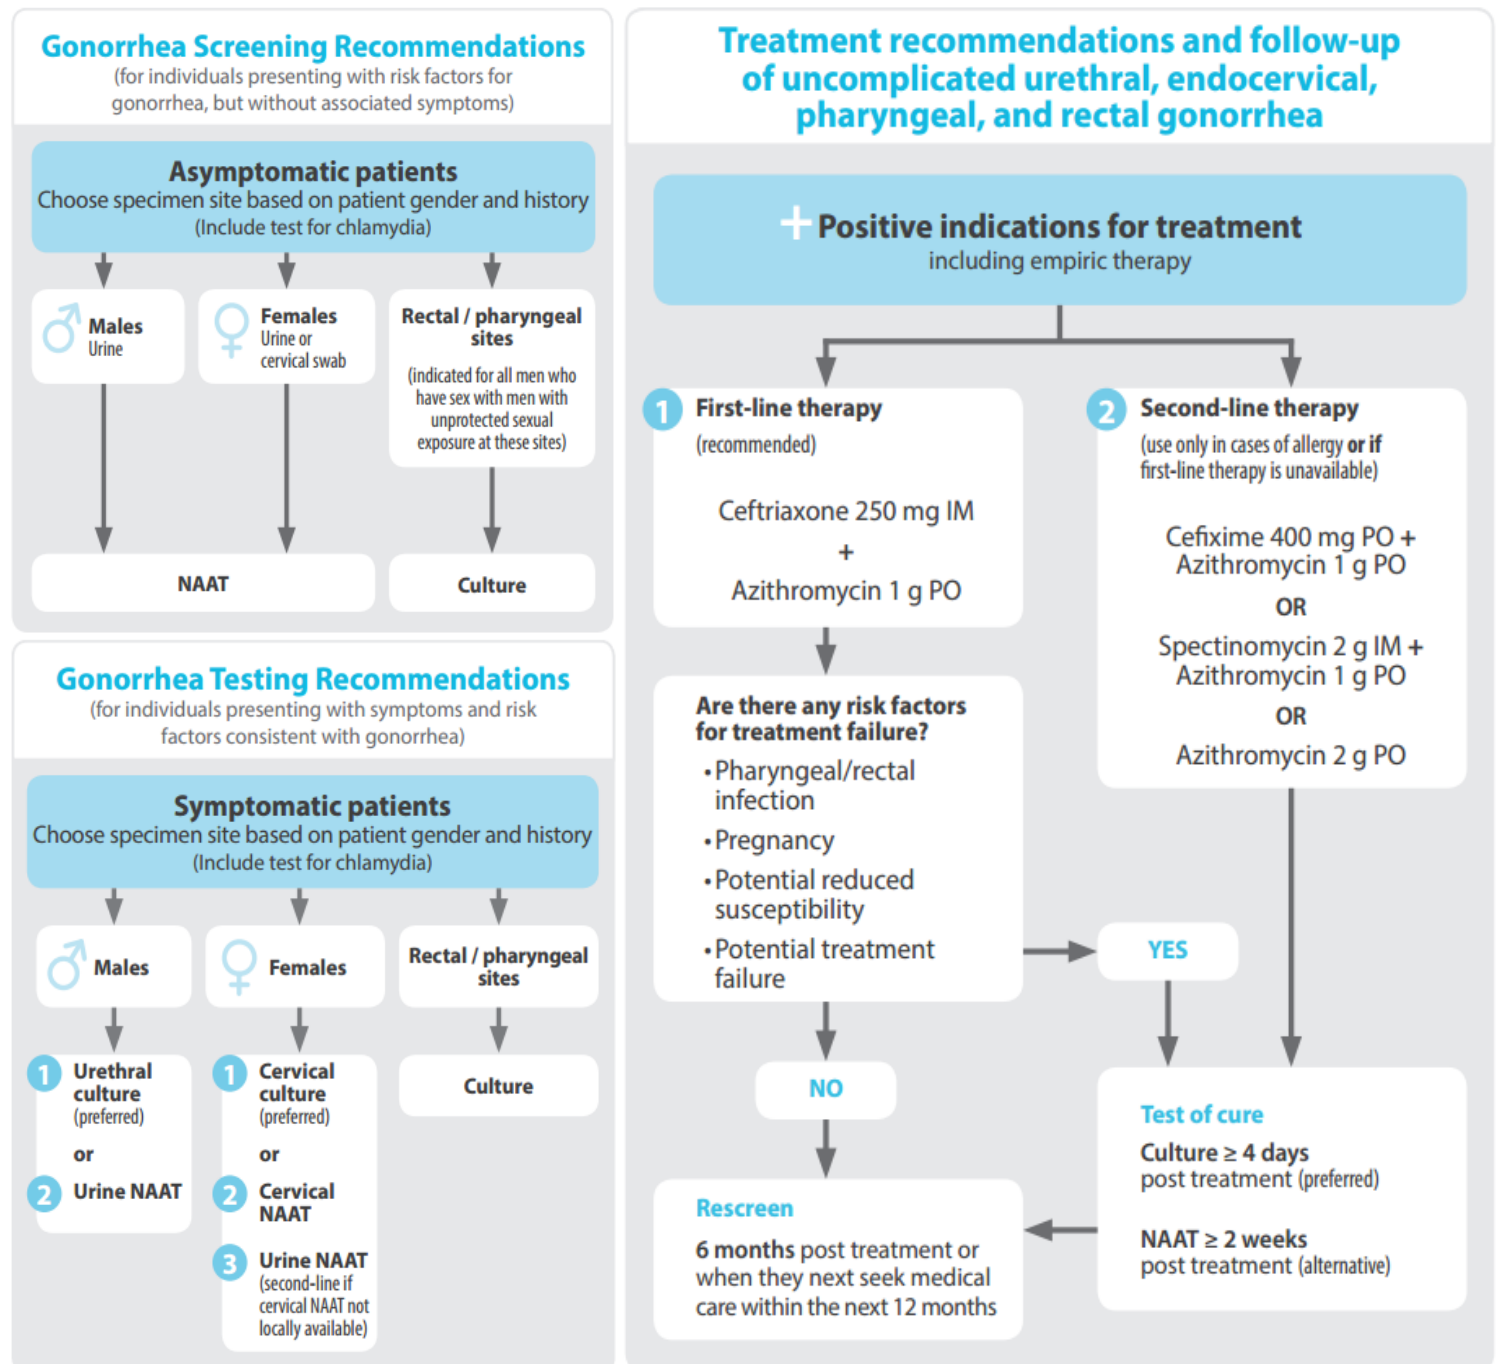 Gonorrhea Screening Recommendations
(for individuals presenting with risk factors for
gonorrhea, but without associated symptoms)
Asymptomatic patients
Choose specimen site based on patient gender and history
(Include test for chlamydia)
Males
Urine
Females
Urine or
cervical swab
Rectal / pharyngeal
sites
(indicated for all men who
have sex with men with
unprotected sexual
exposure at these sites)
NAAT
Culture
Gonorrhea Testing Recommendations
(for individuals presenting with symptoms and risk
factors consistent with gonorrhea)
Symptomatic patients
Choose specimen site based on patient gender and history
(Include test for chlamydia)
Males
Females
Rectal / pharyngeal
sites
1 Urethral
culture
(preferred)
or
2 Urine NAAT
1 Cervical
culture
(preferred)
or
2 Cervical
NAAT
3 Urine NAAT
(second-line if
cervical NAAT not
locally available)
Culture
Treatment recommendations and follow-up
of uncomplicated urethral, endocervical,
pharyngeal, and rectal gonorrhea
+ Positive indications for treatment
including empiric therapy
1 First-line therapy
(recommended)
Ceftriaxone 250 mg IM
+
Azithromycin 1 g PO
2 Second-line therapy
(use only in cases of allergy or if
first-line therapy is unavailable)
Cefixime 400 mg PO +
Azithromycin 1 g PO
OR
Spectinomycin 2 g IM +
Azithromycin 1 g PO
OR
Azithromycin 2 g PO
Are there any risk factors
for treatment failure?
• Pharyngeal/rectal
infection
• Pregnancy
• Potential reduced
susceptibility
• Potential treatment
failure
YES
NO
Test of cure
Culture ≥ 4 days
post treatment (preferred)
NAAT ≥ 2 weeks
post treatment (alternative)
Rescreen
6 months post treatment or
when they next seek medical
care within the next 12 months